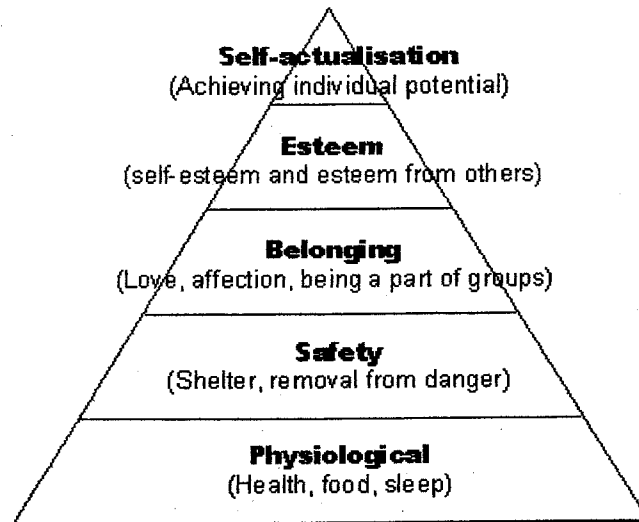 Self-actualisation
(Achieving individual potential)
Esteem
(self-esteem and esteem from others)
Belonging
(Love, affection, being a part of groups)
Safety
(Shelter, removal from danger)
Physiological
(Health, food, sleep)